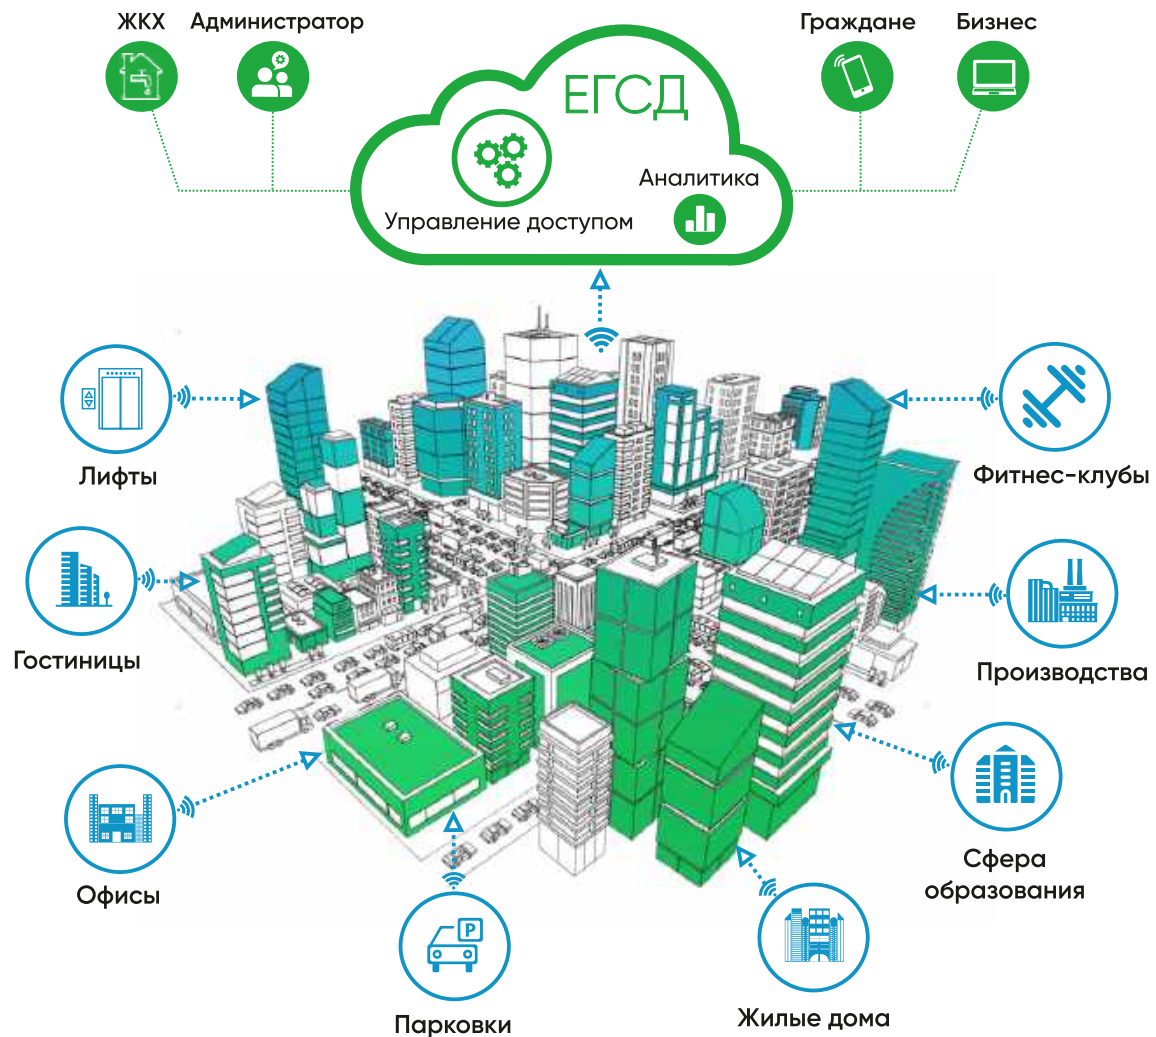 ЖКХ
Администратор
Граждане
Бизнес
ЕГСД
Аналитика
Управление доступом
Лифты
Фитнес-клубы
Гостиницы
Производства
Офисы
Сфера
образования
P
Парковки
Жилые дома